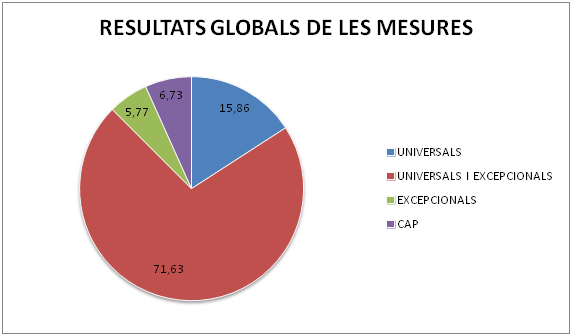 RESULTATS GLOBALS DE LES MESURES
6,73
15,86
5,77
71,63
UNIVERSALS
UNIVERSALS I EXCEPCIONALS
EXCEPCIONALS
CAP